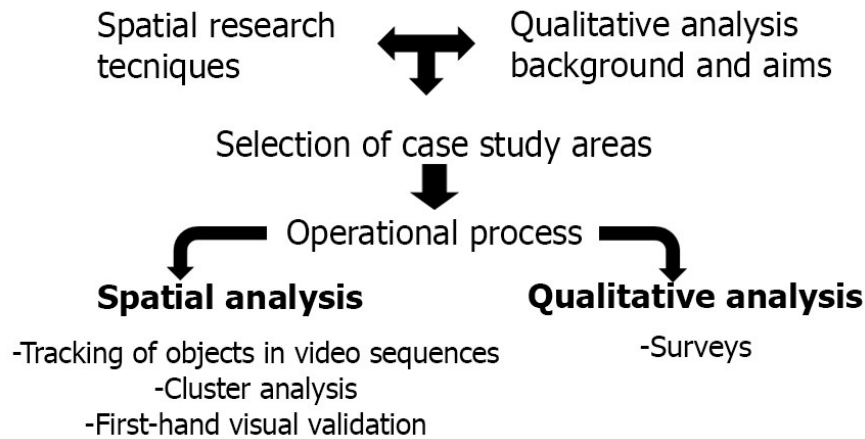 Spatial research
tecniques
Qualitative analysis
background and aims
Selection of case study areas
Operational process
Spatial analysis
-Tracking of objects in video sequences
-Cluster analysis
-First-hand visual validation
Qualitative analysis
-Surveys